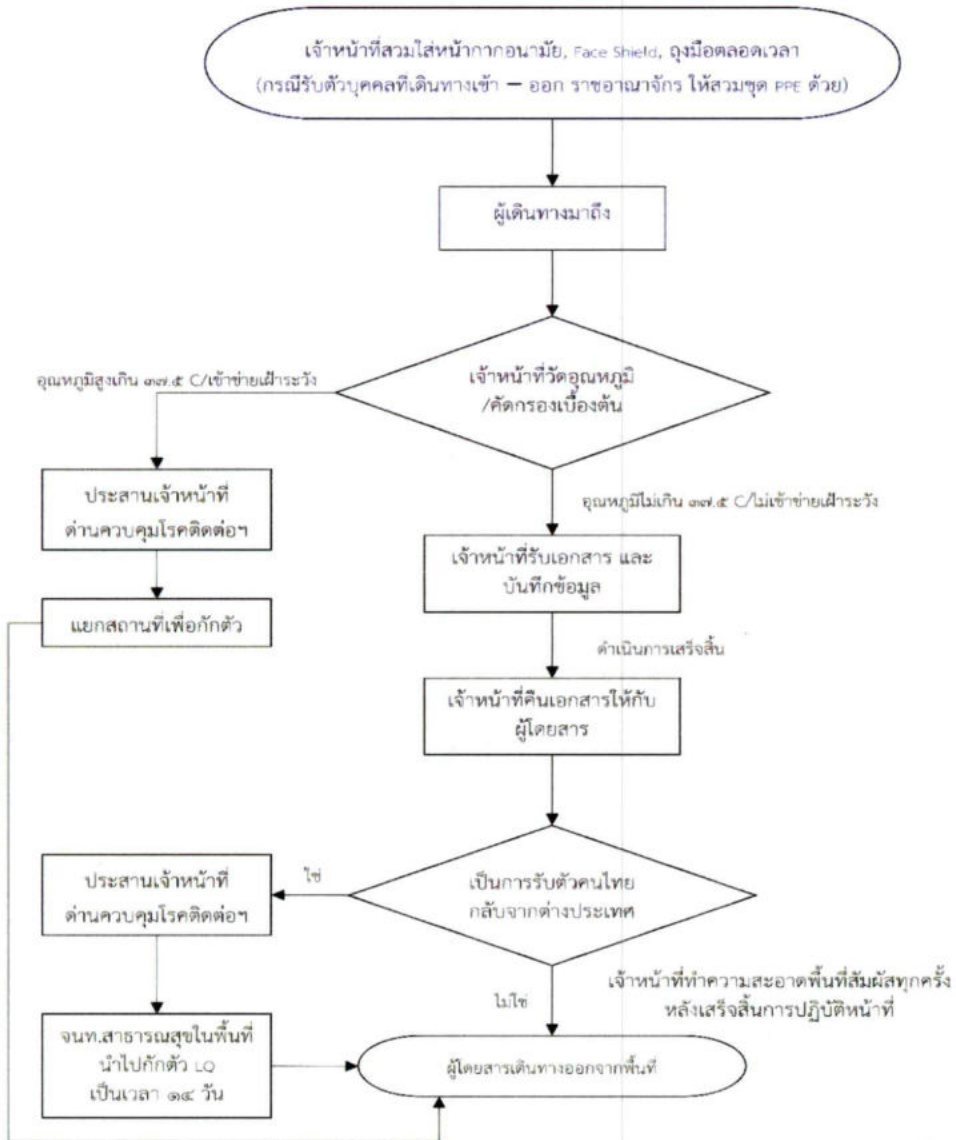 เจ้าหน้าที่สวมใส่หน้ากากอนามัย, Face Shield, ถุงมือตลอดเวลา
(กรณีรับตัวบุคคลที่เดินทางเข้า – ออก ราชอาณาจักร ให้สวมชุด PPE ด้วย)
ผู้เดินทางมาถึง
เจ้าหน้าที่วัดอุณหภูมิ
/คัดกรองเบื้องต้น
อุณหภูมิสูงเกิน ๓๗.๕ C/เข้าข่ายเฝ้าระวัง
ประสานเจ้าหน้าที่
ด่านควบคุมโรคติดต่อฯ
แยกสถานที่เพื่อกักตัว
อุณหภูมิไม่เกิน ๓๗.๕ C/ไม่เข้าข่ายเฝ้าระวัง
เจ้าหน้าที่รับเอกสาร และ
บันทึกข้อมูล
ดำเนินการเสร็จสิ้น
เจ้าหน้าที่คืนเอกสารให้กับ
ผู้โดยสาร
เป็นการรับตัวคนไทย
กลับจากต่างประเทศ
ใช่
ประสานเจ้าหน้าที่
ด่านควบคุมโรคติดต่อฯ
จนท.สาธารณสุขในพื้นที่
นำไปกักตัว LQ
เป็นเวลา ๑๔ วัน
ไม่ใช่
เจ้าหน้าที่ทำความสะอาดพื้นที่สัมผัสทุกครั้ง
หลังเสร็จสิ้นการปฏิบัติหน้าที่
ผู้โดยสารเดินทางออกจากพื้นที่